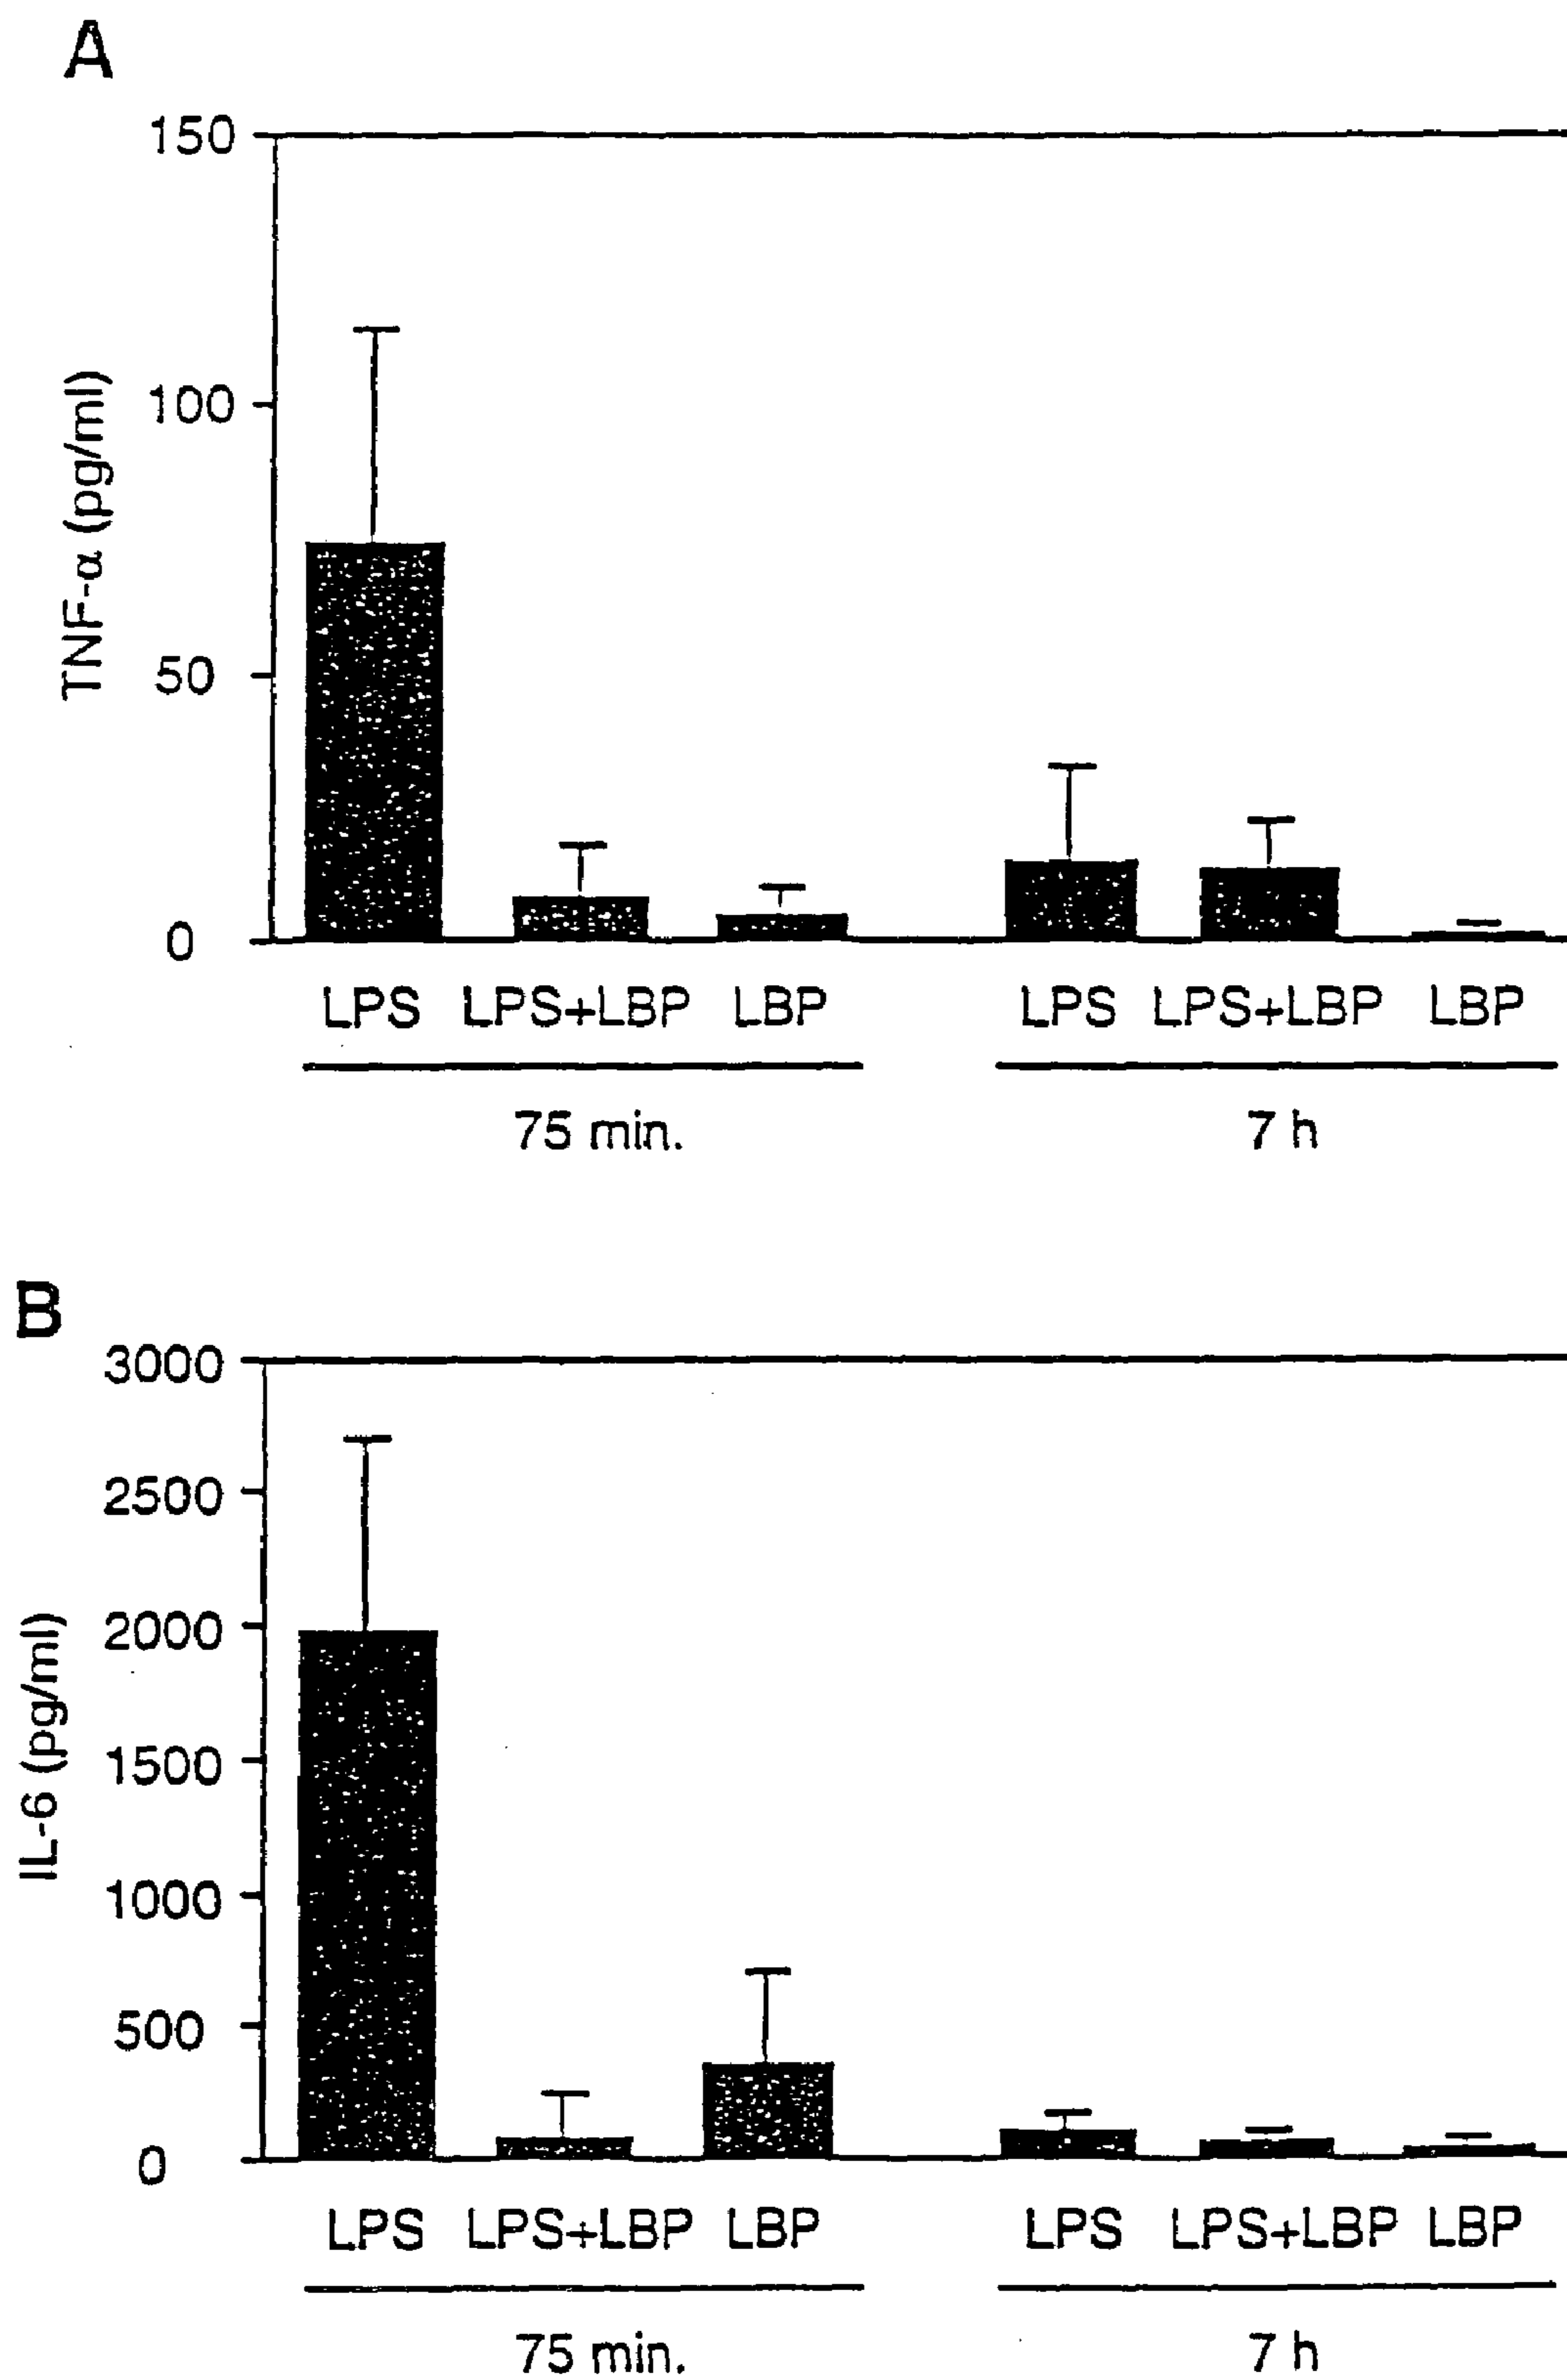 A
150
100
50
0
TNF-α (pg/ml)
LPS LPS+LBP LBP LPS LPS+LBP LBP
75 min. 7 h
B
3000
2500
2000
1500
1000
500
0
IL-6 (pg/ml)
LPS LPS+LBP LBP LPS LPS+LBP LBP
75 min. 7 h